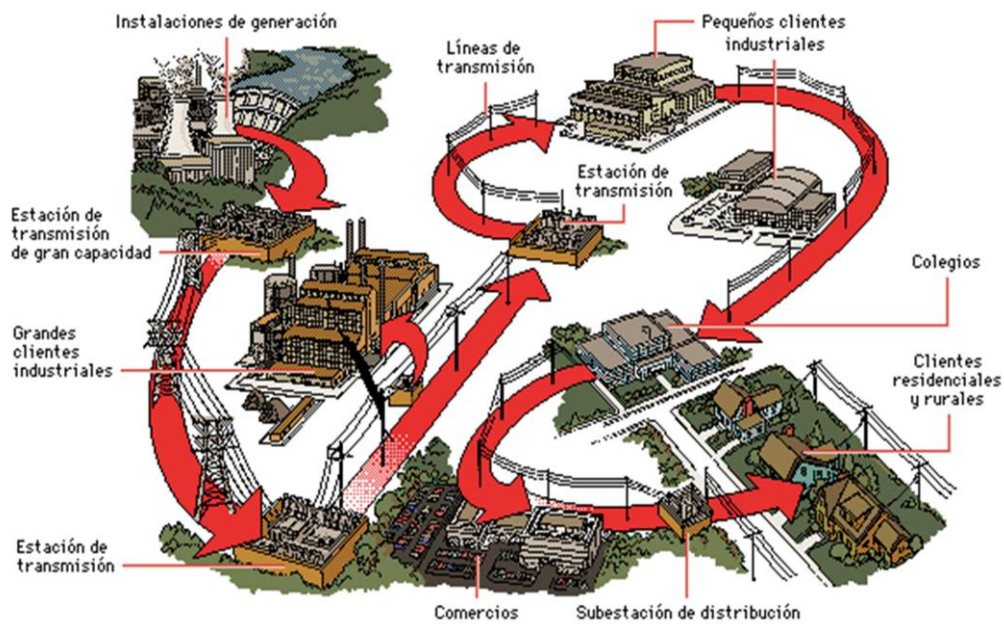 Instalaciones de generación
Líneas de
transmisión
Pequeños clientes
industriales
Estación de
transmisión
Estación de
transmisión
de gran capacidad
Colegios
Grandes
clientes
industriales
Clientes
residenciales
y rurales
Estación de
transmisión
Comercios
Subestación de distribución